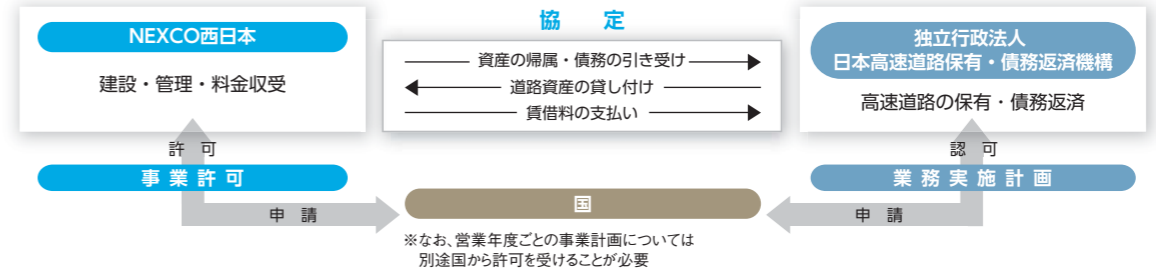 協 定
NEXCO西日本
建設・管理・料金収受
資産の帰属・債務の引き受け
道路資産の貸し付け
賃借料の支払い
独立行政法人
日本高速道路保有・債務返済機構
高速道路の保有・債務返済
許 可
事業許可
申 請
認 可
業務実施計画
申 請
国
※なお、営業年度ごとの事業計画については
別途国から許可を受けることが必要